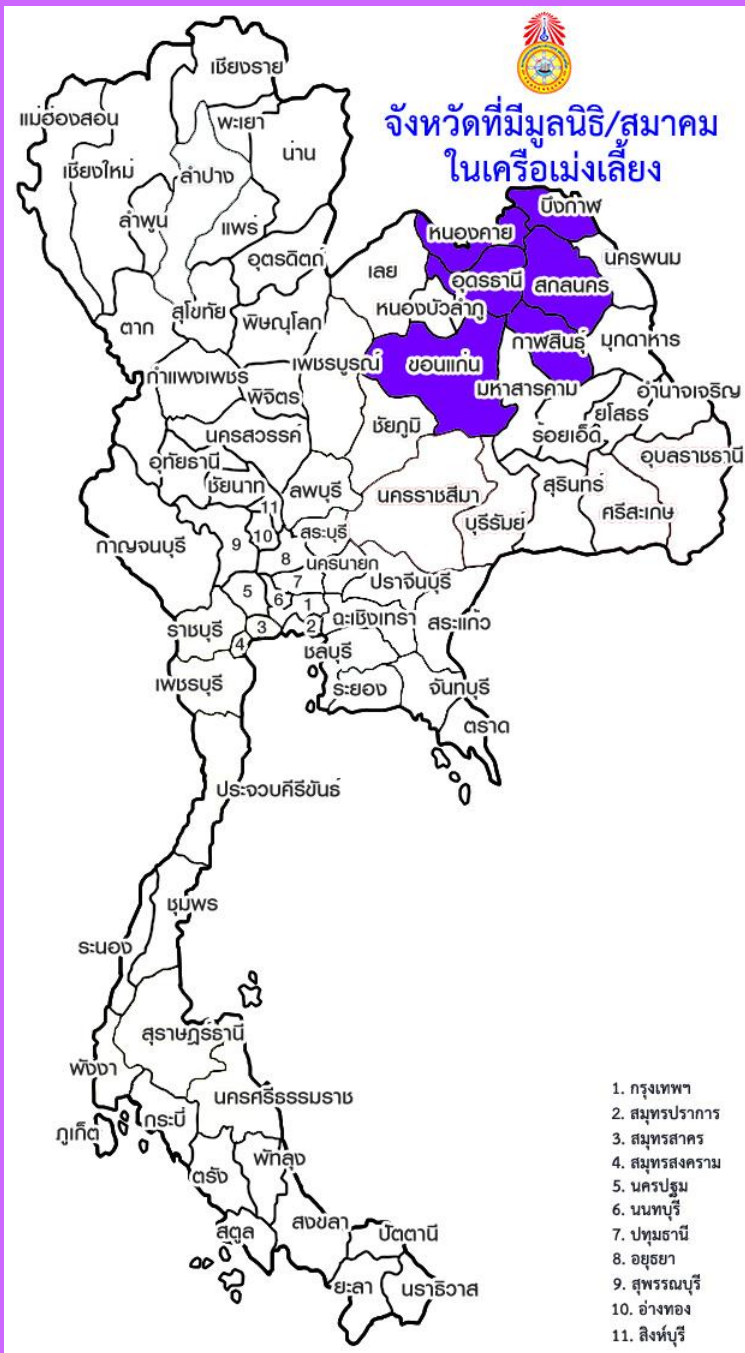 จังหวัดที่มีมูลนิธิ/สมาคม
ในเครือเม่งเลี้ยง
เชียงราย
แม่ฮ่องสอน
พะเยา
น่าน
เชียงใหม่
ลำปาง
ลำพูน
แพร่
บึงกาฬ
หนองคาย
อุตรดิตถ์
นครพนม
เลย
อุดรธานี
สกลนคร
หนองบัวลำภู
ตาก
สุโขทัย
พิษณุโลก
กาฬสินธุ์
มุกดาหาร
เพชรบูรณ์
ขอนแก่น
กำแพงเพชร
พิจิตร
มหาสารคาม
อำนาจเจริญ
ยโสธร
นครสวรรค์
ชัยภูมิ
ร้อยเอ็ด
อุบลราชธานี
อุทัยธานี
ชัยนาท
ลพบุรี
นครราชสีมา
สุรินทร์
11
บุรีรัมย์
ศรีสะเกษ
กาญจนบุรี
9
10
สระบุรี
8
นครนายก
7
ปราจีนบุรี
5
6
1
ฉะเชิงเทรา
สระแก้ว
ราชบุรี
3
2
4
ชลบุรี
เพชรบุรี
ระยอง
จันทบุรี
ตราด
ประจวบคีรีขันธ์
ชุมพร
ระนอง
สุราษฎร์ธานี
พังงา
นครศรีธรรมราช
ภูเก็ต
กระบี่
พัทลุง
ตรัง
สตูล
สงขลา
ปัตตานี
ยะลา
นราธิวาส
1. กรุงเทพฯ
2. สมุทรปราการ
3. สมุทรสาคร
4. สมุทรสงคราม
5. นครปฐม
6. นนทบุรี
7. ปทุมธานี
8. อยุธยา
9. สุพรรณบุรี
10. อ่างทอง
11. สิงห์บุรี